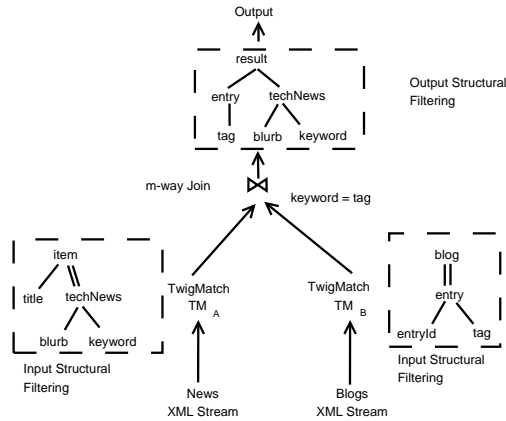 Output
result
entry
techNews
tag
blurb
keyword
Output Structural
Filtering
m-way Join
keyword = tag
item
title
techNews
blurb
keyword
Input Structural
Filtering
TwigMatch
TM A
TwigMatch
TM B
blog
entry
entryId
tag
Input Structural
Filtering
News
XML Stream
Blogs
XML Stream